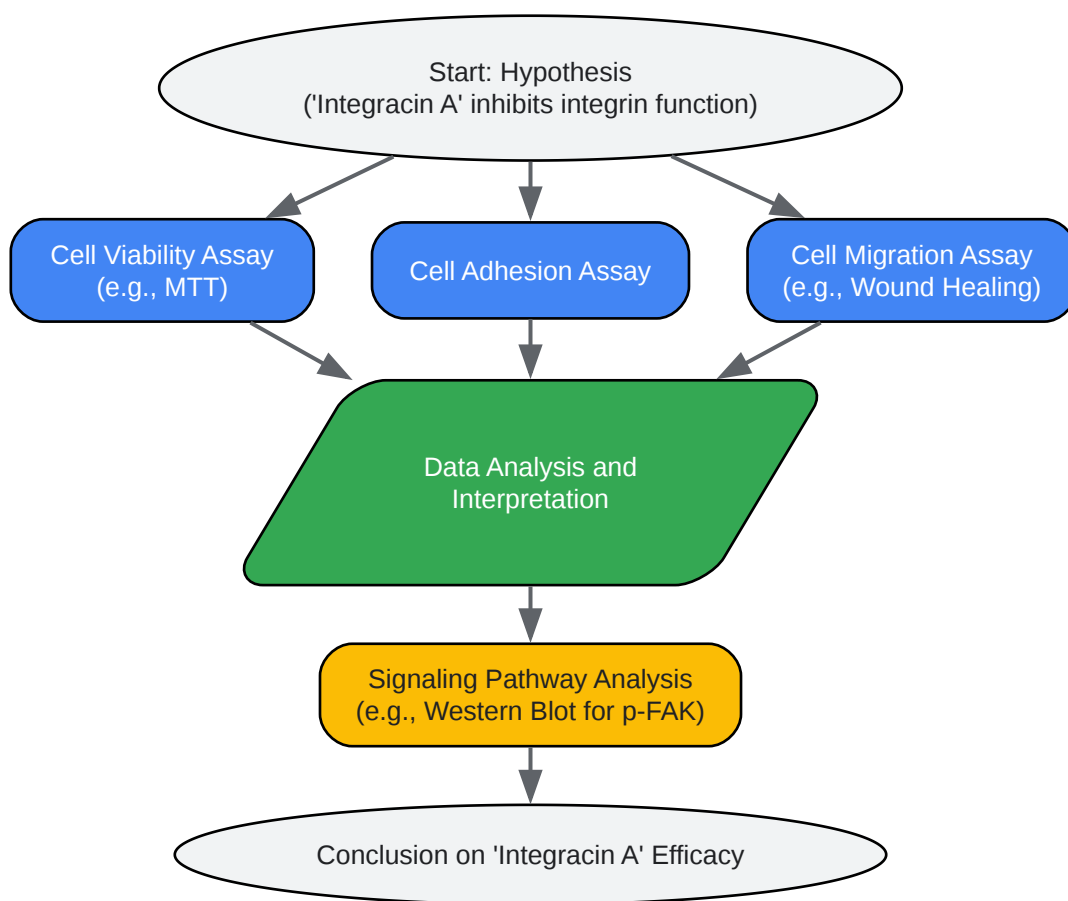 Start: Hypothesis
('Integracin A' inhibits integrin function)
Cell Viability Assay
(e.g., MTT)
Cell Adhesion Assay
Cell Migration Assay
(e.g., Wound Healing)
Data Analysis and
Interpretation
Signaling Pathway Analysis
(e.g., Western Blot for p-FAK)
Conclusion on 'Integracin A' Efficacy